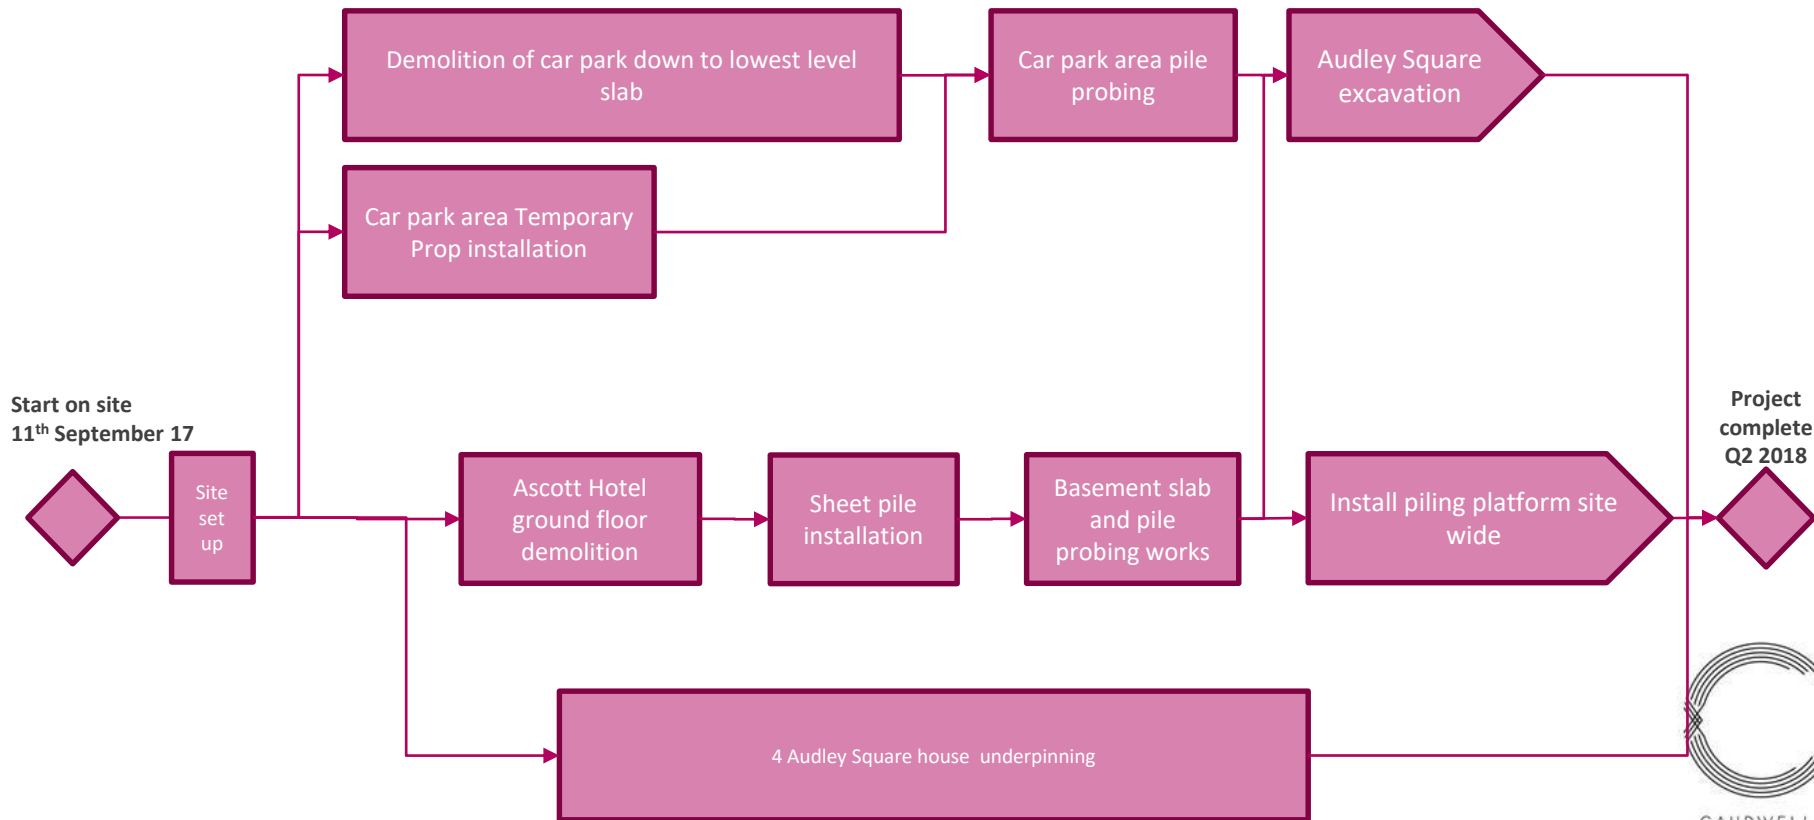 Demolition of car park down to lowest level
slab
Car park area pile
probing
Audley Square
excavation
Car park area Temporary
Prop installation
Start on site
11th September 17
Site
set
up
Ascott Hotel
ground floor
demolition
Sheet pile
installation
Basement slab
and pile
probing works
Install piling platform site
wide
Project
complete
Q2 2018
4 Audley Square house  underpinning